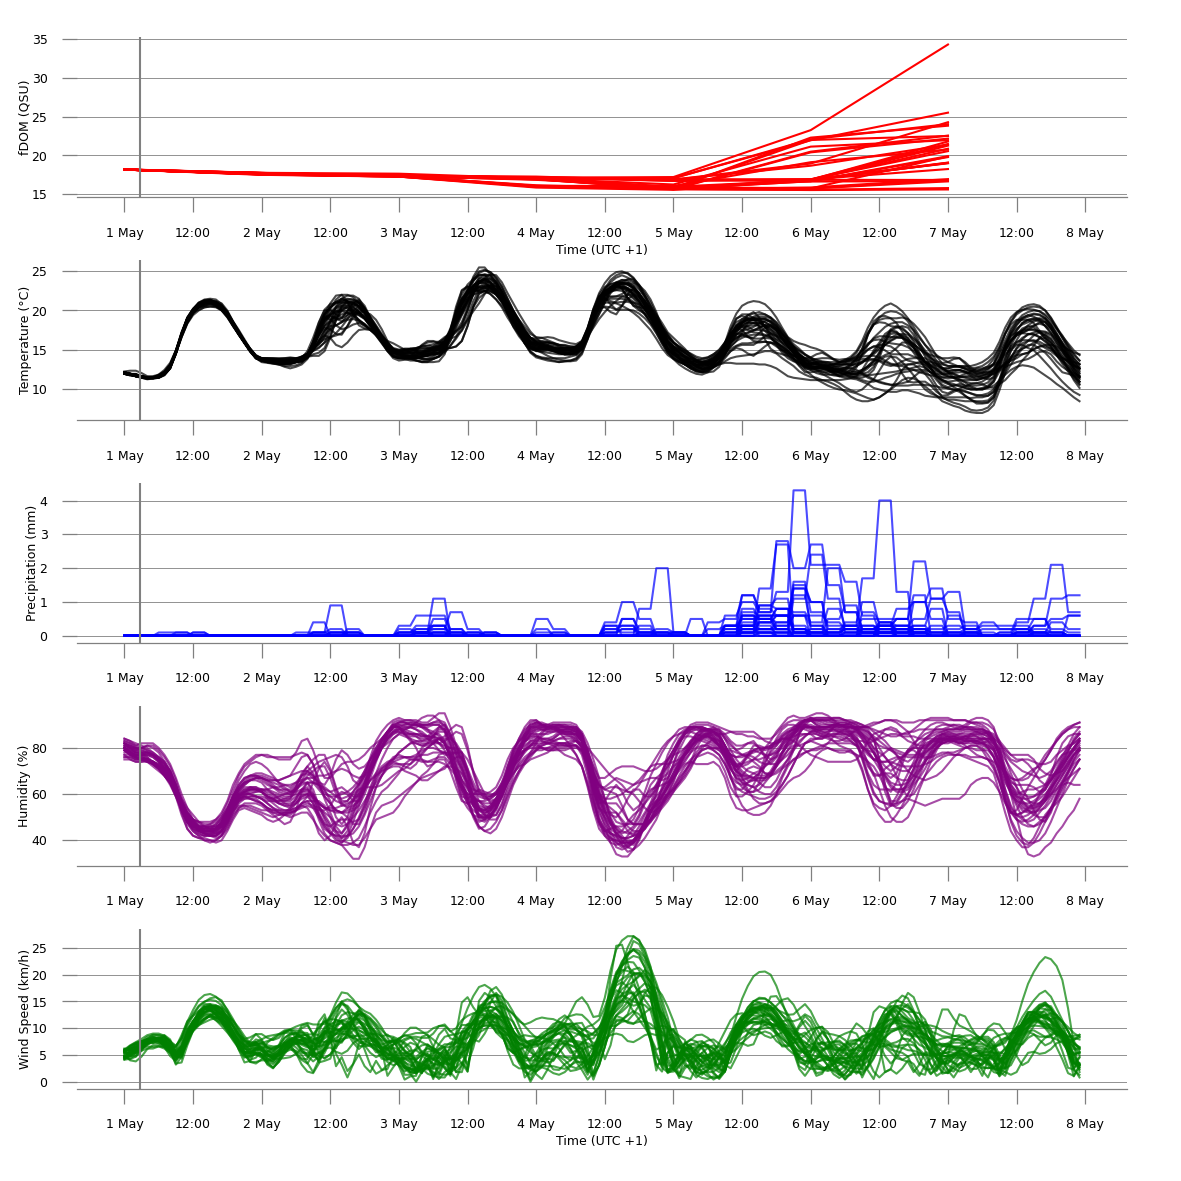 fDOM (QSU)
35
30
25
20
15
1 May 12:00 2 May 12:00 3 May 12:00 4 May 12:00 5 May 12:00 6 May 12:00 7 May 12:00 8 May
Time (UTC +1)
Temperature (°C)
25
20
15
10
1 May 12:00 2 May 12:00 3 May 12:00 4 May 12:00 5 May 12:00 6 May 12:00 7 May 12:00 8 May
Precipitation (mm)
4
3
2
1
0
1 May 12:00 2 May 12:00 3 May 12:00 4 May 12:00 5 May 12:00 6 May 12:00 7 May 12:00 8 May
Humidity (%)
80
60
40
1 May 12:00 2 May 12:00 3 May 12:00 4 May 12:00 5 May 12:00 6 May 12:00 7 May 12:00 8 May
Wind Speed (km/h)
25
20
15
10
5
0
1 May 12:00 2 May 12:00 3 May 12:00 4 May 12:00 5 May 12:00 6 May 12:00 7 May 12:00 8 May
Time (UTC +1)